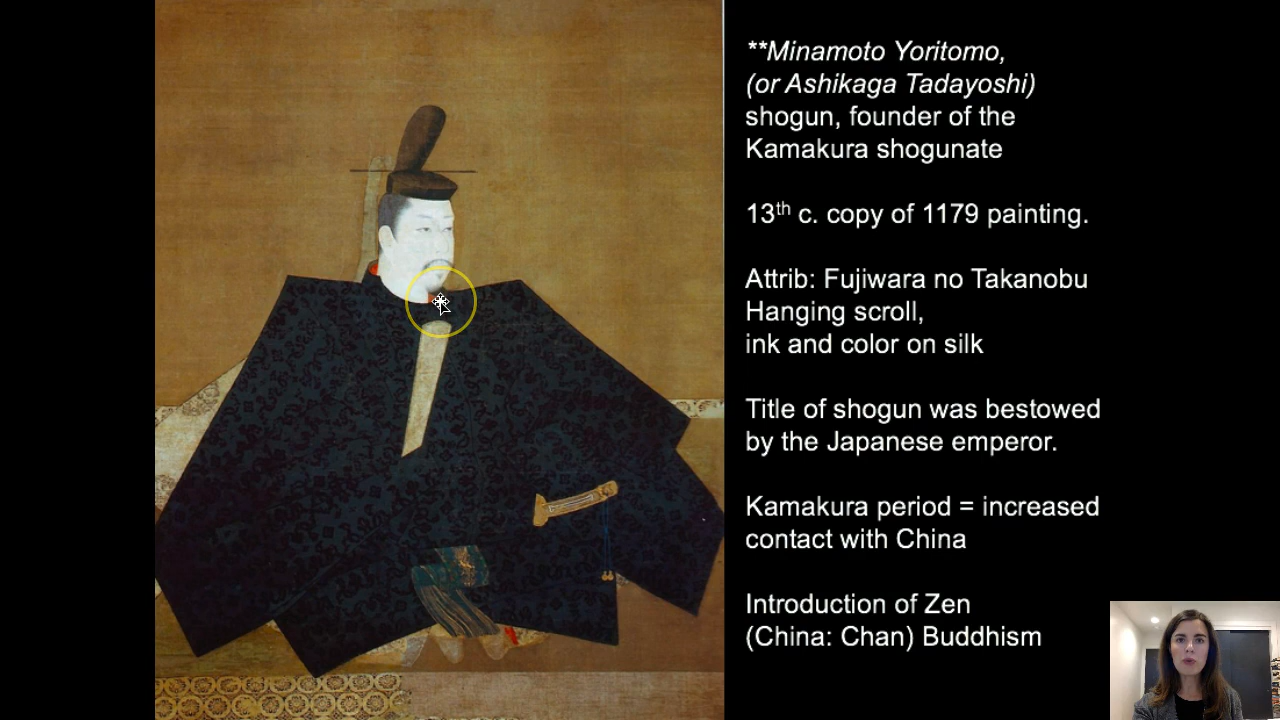 **Minamoto Yoritomo,
(or Ashikaga Tadayoshi)
shogun, founder of the
Kamakura shogunate
13th c. copy of 1179 painting.
Attrib: Fujiwara no Takanobu
Hanging scroll,
ink and color on silk
Title of shogun was bestowed
by the Japanese emperor.
Kamakura period = increased
contact with China
Introduction of Zen
(China: Chan) Buddhism